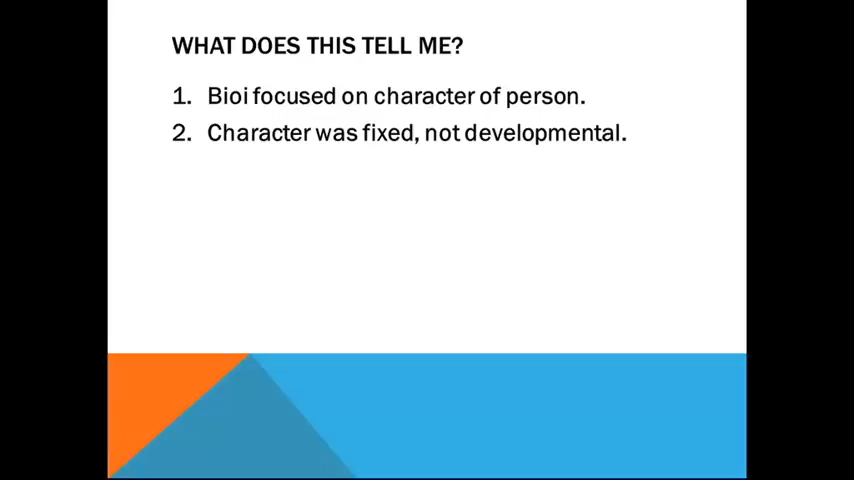 WHAT DOES THIS TELL ME?
1. Bioi focused on character of person.
2. Character was fixed, not developmental.